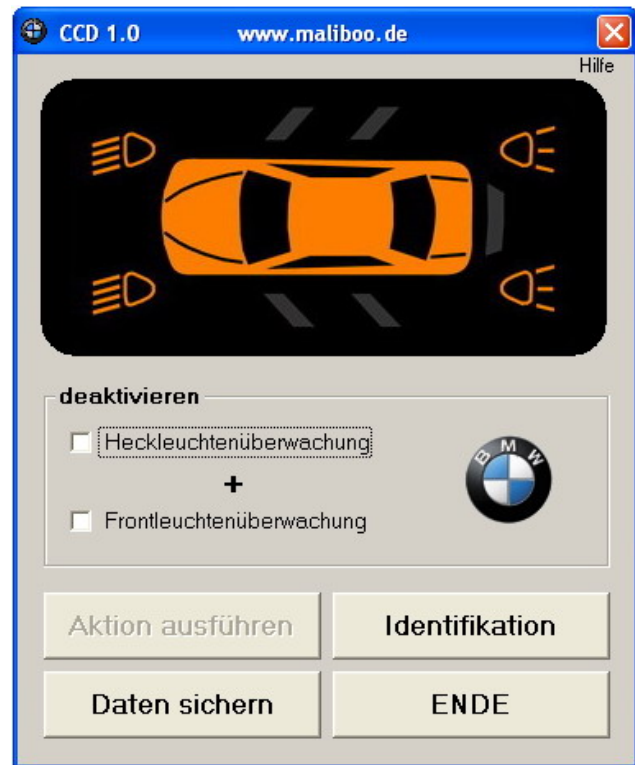 CCD 1.0 www.maliboo.de
Hilfe
deaktivieren
Heckleuchtenüberwachung
+
Frontleuchtenüberwachung
BMW
Aktion ausführen
Identifikation
Daten sichern
ENDE